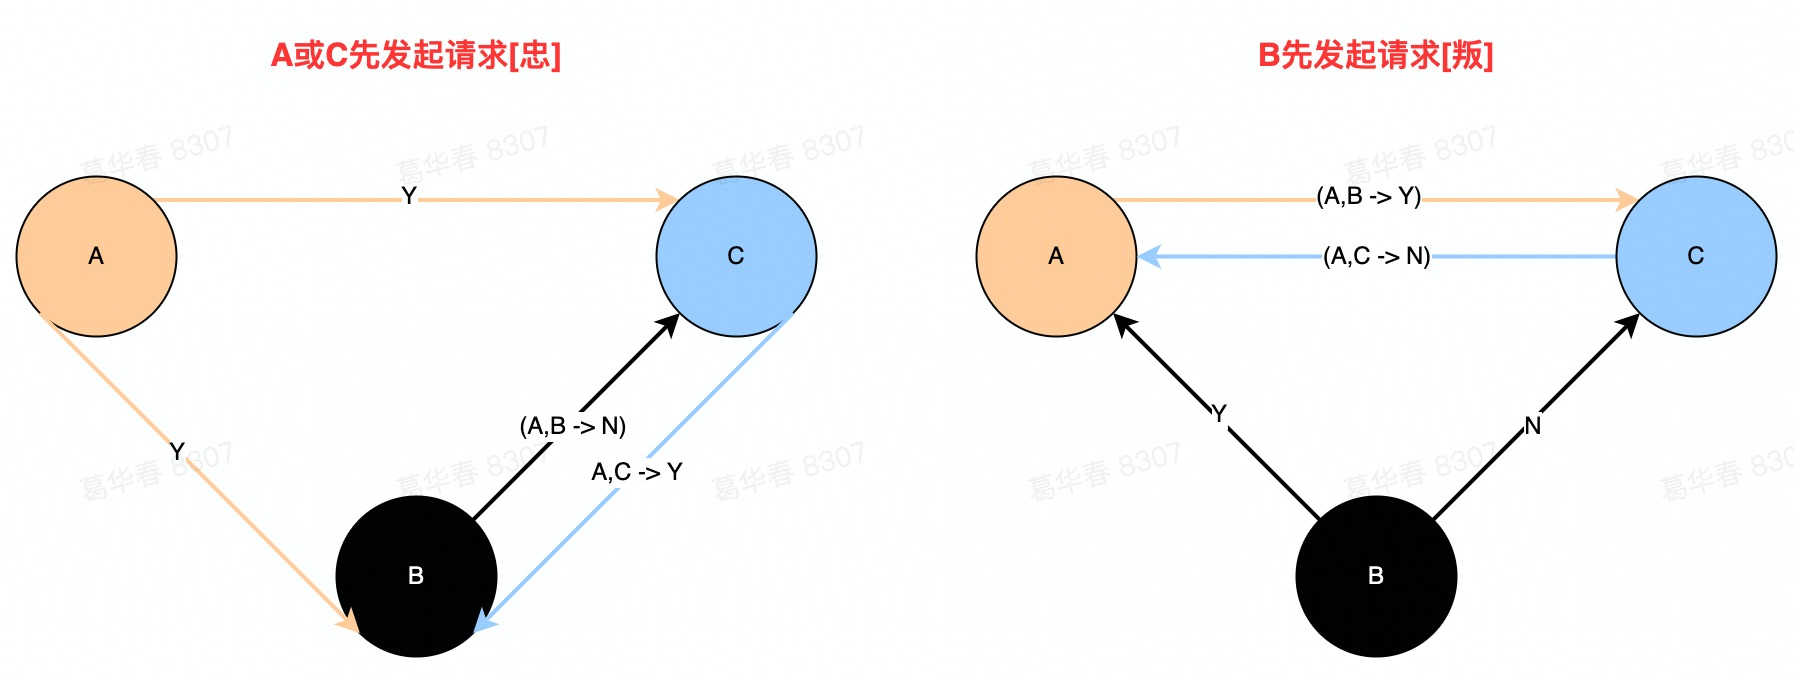 A或C先发起请求[忠]
B先发起请求[叛]
葛华春 8307
葛华春 8307
葛华春 8307
葛华春 8307
葛华春 8307
葛华春 830
Y
(A,B -> Y)
A
C
A
(A,C -> N)
C
(A,B -> N)
Y
N
Y
A,C -> Y
葛华春 8307
葛华春 8307
葛华春 8307
葛华春 8307
葛华春 8307
葛华春 830
B
B